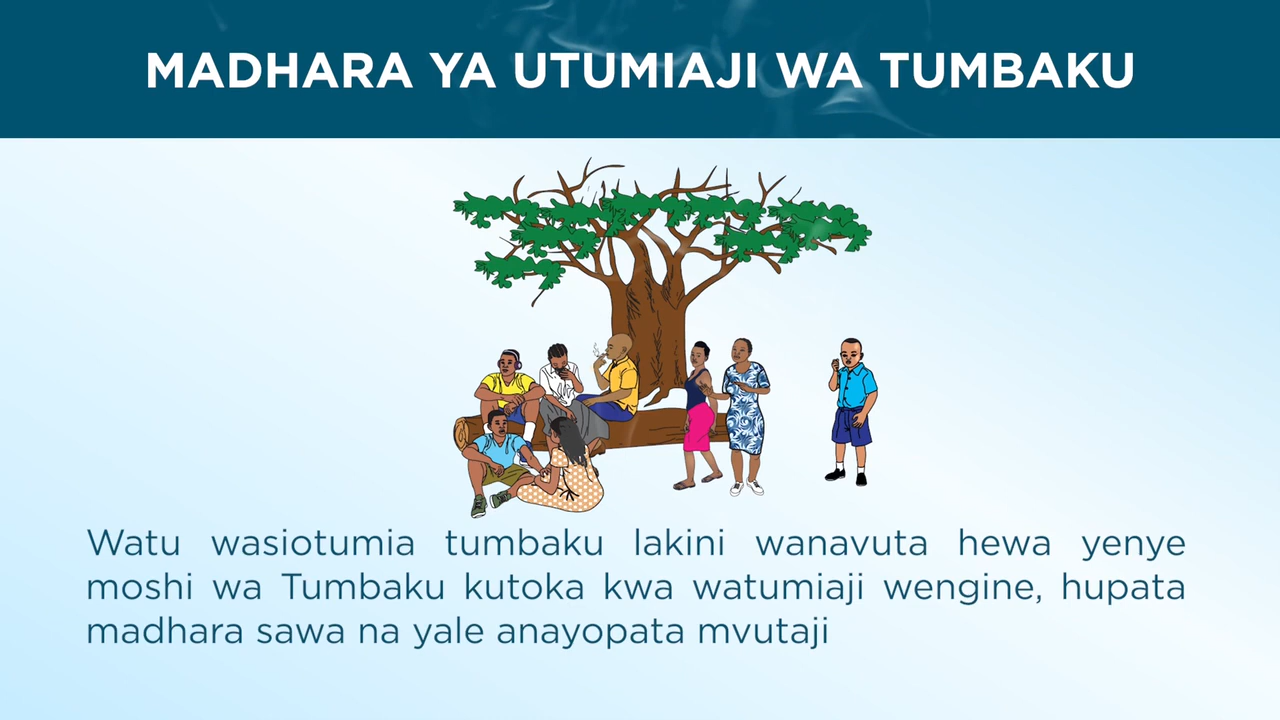 MADHARA YA UTUMIAJI WA TUMBAKU
Watu wasiotumia tumbaku lakini wanavuta hewa yenye
moshi wa Tumbaku kutoka kwa watumiaji wengine, hupata
madhara sawa na yale anayopata mvutaji